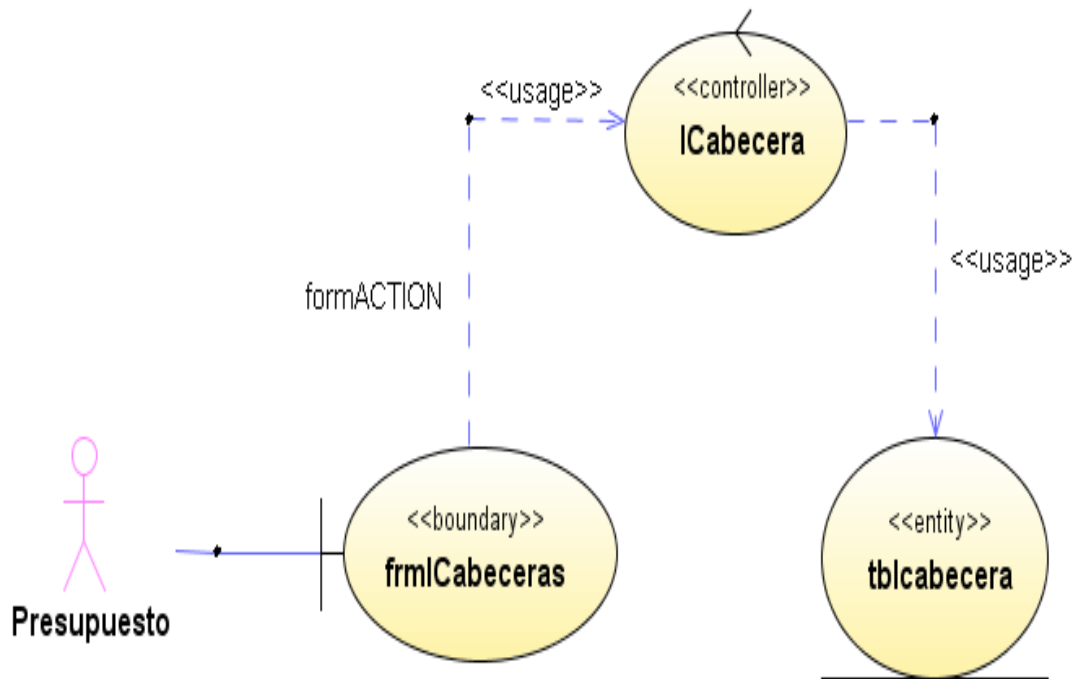 <<usage>>
<<controller>>
ICabecera
<<usage>>
formACTION
<<boundary>>
frmICabeceras
<<entity>>
tblcabecera
Presupuesto